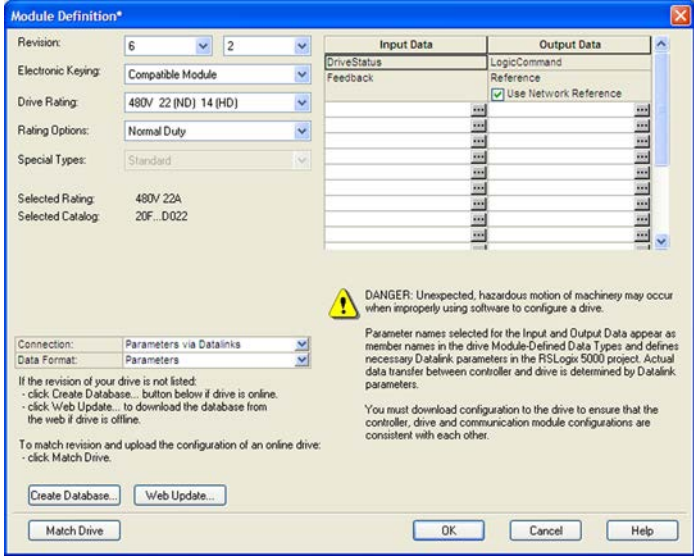 Module Definition*
Revision: 6 2
Electronic Keying: Compatible Module
Drive Rating: 480V 22 (ND) 14 (HD)
Rating Options: Normal Duty
Special Types: Standard
Selected Rating: 480V 22A
Selected Catalog: 20F...D022
Input Data Output Data
DriveStatus LogicCommand
Feedback Reference
Use Network Reference
DANGER: Unexpected, hazardous motion of machinery may occur
when improperly using software to configure a drive.
Parameter names selected for the Input and Output Data appear as
member names in the drive Module-Defined Data Types and defines
necessary Datalink parameters in the RSLogix 5000 project. Actual
data transfer between controller and drive is determined by Datalink
parameters.
You must download configuration to the drive to ensure that the
controller, drive and communication module configurations are
consistent with each other.
Connection: Parameters via Datalinks
Data Format: Parameters
If the revision of your drive is not listed:
- click Create Database... button below if drive is online.
- click Web Update... to download the database from
the web if drive is offline.
To match revision and upload the configuration of an online drive:
- click Match Drive.
Create Database... Web Update...
Match Drive OK Cancel Help